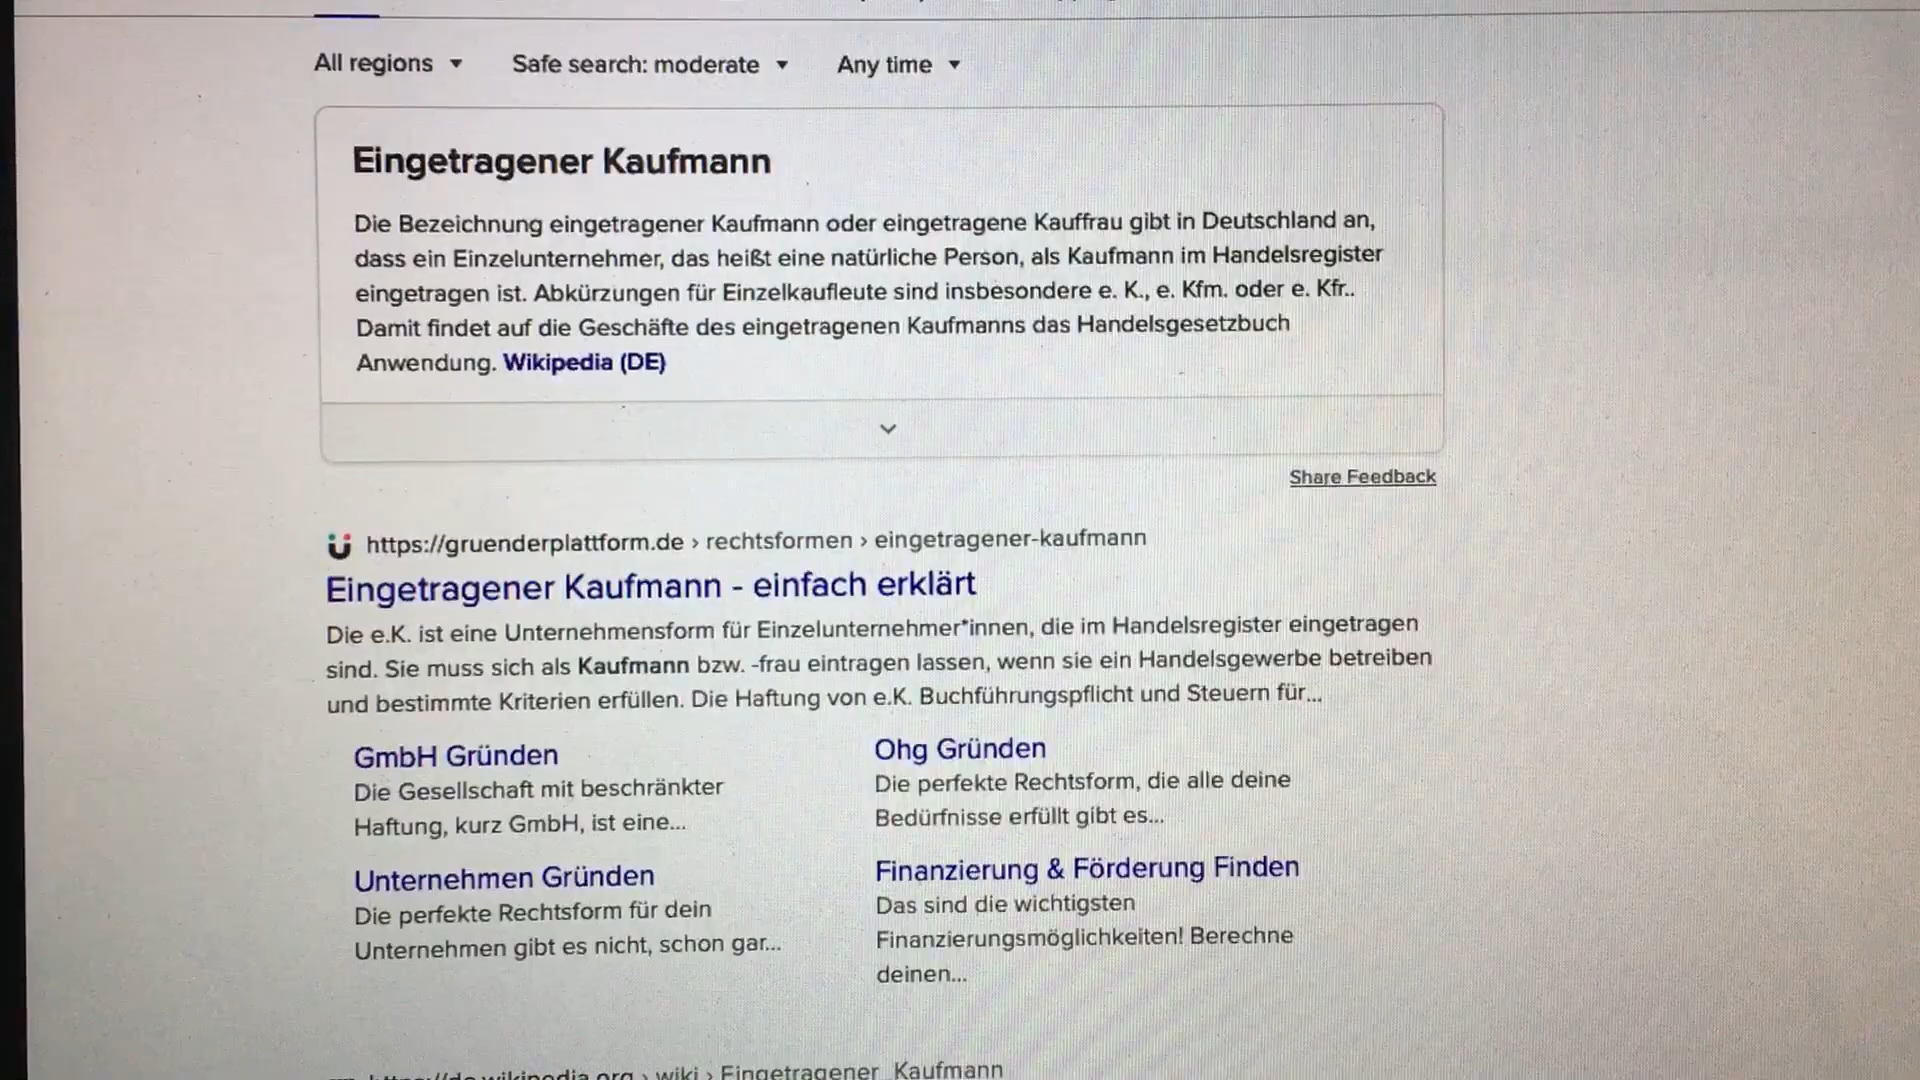 All regions
Safe search: moderate
Any time
Eingetragener Kaufmann
Die Bezeichnung eingetragener Kaufmann oder eingetragene Kauffrau gibt in Deutschland an,
dass ein Einzelunternehmer, das heißt eine natürliche Person, als Kaufmann im Handelsregister
eingetragen ist. Abkürzungen für Einzelkaufleute sind insbesondere e. K., e. Kfm. oder e. Kfr..
Damit findet auf die Geschäfte des eingetragenen Kaufmanns das Handelsgesetzbuch
Anwendung. Wikipedia (DE)
Share Feedback
https://gruenderplattform.de › rechtsformen › eingetragener-kaufmann
Eingetragener Kaufmann - einfach erklärt
Die e.K. ist eine Unternehmensform für Einzelunternehmer*innen, die im Handelsregister eingetragen
sind. Sie muss sich als Kaufmann bzw. -frau eintragen lassen, wenn sie ein Handelsgewerbe betreiben
und bestimmte Kriterien erfüllen. Die Haftung von e.K. Buchführungspflicht und Steuern für...
GmbH Gründen
Die Gesellschaft mit beschränkter
Haftung, kurz GmbH, ist eine...
Ohg Gründen
Die perfekte Rechtsform, die alle deine
Bedürfnisse erfüllt gibt es...
Unternehmen Gründen
Die perfekte Rechtsform für dein
Unternehmen gibt es nicht, schon gar...
Finanzierung & Förderung Finden
Das sind die wichtigsten
Finanzierungsmöglichkeiten! Berechne
deinen...
https://de.wikipedia.org › wiki › Eingetragener_Kaufmann